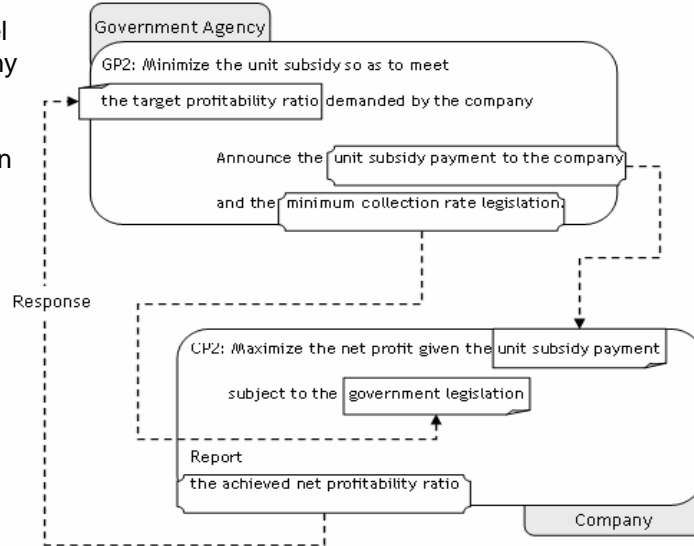 el
ny
n
Government Agency
GP2: Minimize the unit subsidy so as to meet
the target profitability ratio demanded by the company
Announce the unit subsidy payment to the company
and the minimum collection rate legislation.
Response
CP2: Maximize the net profit given the unit subsidy payment
subject to the government legislation
Report
the achieved net profitability ratio
Company